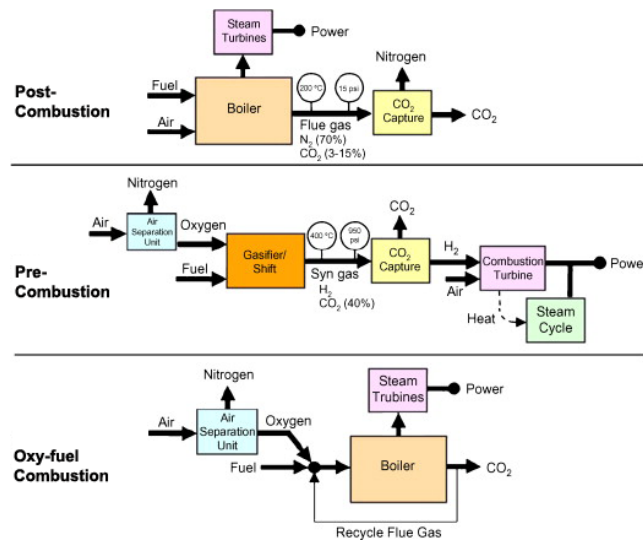 Post-
Combustion
Steam
Turbines
Power
Fuel
Air
Boiler
200 ºC
15 psi
Flue gas
N2 (70%)
CO2 (3-15%)
Nitrogen
CO2
Capture
CO2
Pre-
Combustion
Nitrogen
Air
Air
Separation
Unit
Oxygen
Fuel
Gasifier/
Shift
400 ºC
950
psi
Syn gas
H2
CO2 (40%)
CO2
CO2
Capture
H2
Air
Combustion
Turbine
Power
Heat
Steam
Cycle
Oxy-fuel
Combustion
Nitrogen
Air
Air
Separation
Unit
Oxygen
Fuel
Steam
Trubines
Power
Boiler
CO2
Recycle Flue Gas